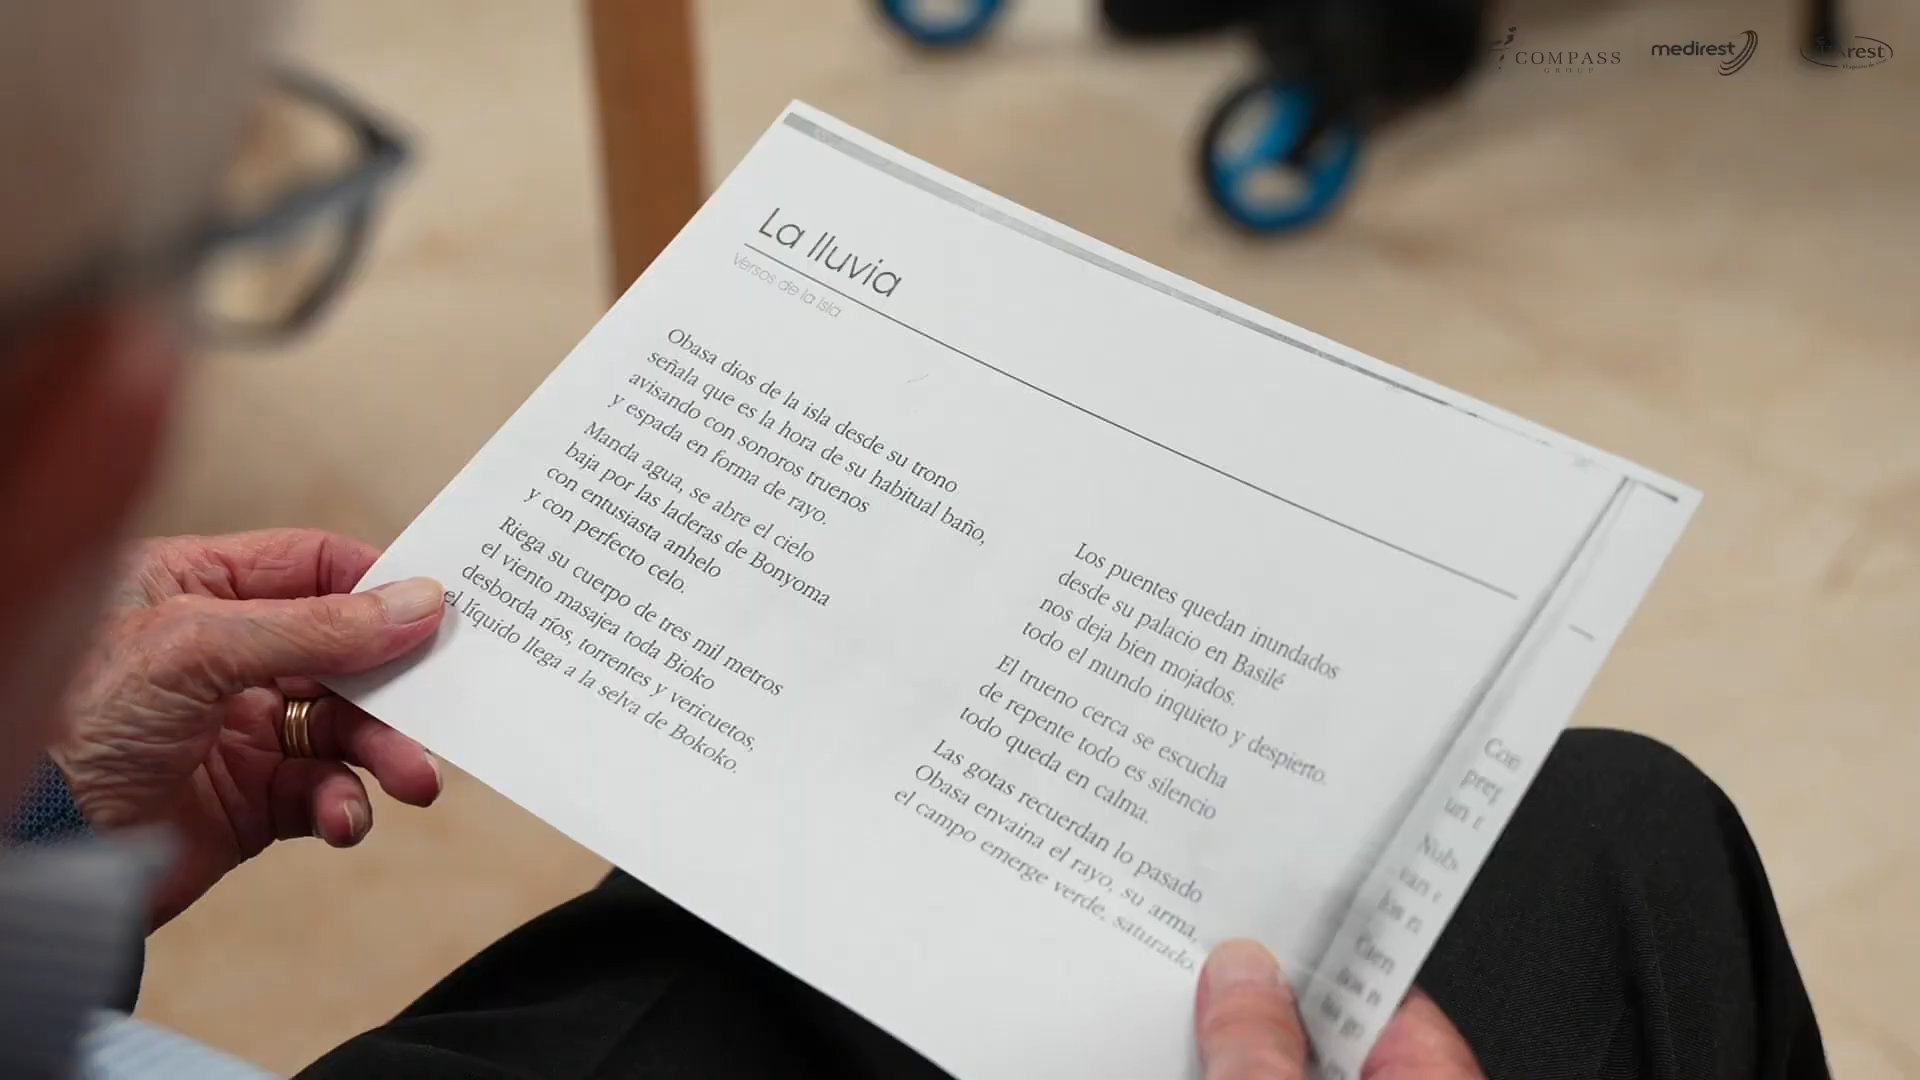 COMPASS
GROUP
medirest
La lluvia
Versos de la Isla
Obasa dios de la isla desde su trono
señala que es la hora de su habitual baño,
avisando con sonoros truenos
y espada en forma de rayo.
Manda agua, se abre el cielo
baja por las laderas de Bonyoma
con entusiasta anhelo
y con perfecto celo.
Riega su cuerpo de tres mil metros
el viento masajea toda Bioko
desborda ríos, torrentes y vericuetos,
el líquido llega a la selva de Bokoko.
Los puentes quedan inundados
desde su palacio en Basilé
nos deja bien mojados.
todo el mundo inquieto y despierto.
El trueno cerca se escucha
de repente todo es silencio
todo queda en calma.
Las gotas recuerdan lo pasado
Obasa envaina el rayo, su arma,
el campo emerge verde, saturado.